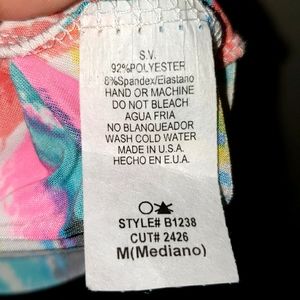 S.V.
92%POLYESTER
8%Spandex/Elastano
HAND OR MACHINE
DO NOT BLEACH
AGUA FRIA
NO BLANQUEADOR
WASH COLD WATER
MADE IN U.S.A.
HECHO EN E.U.A.
STYLE# B1238
CUT# 2426
M(Mediano)